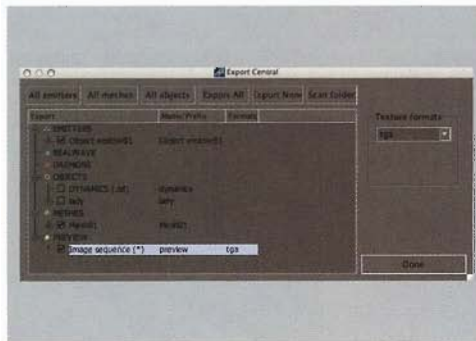 Export Central
All emitters All meshes All objects Export All Export Now Scan folder
Export Name/Prefix Formats
EMITTERS
Object emitter01 Object emitter01
REALWAVE
DAEMONS
OBJECTS
DYNAMICS (.txt) dynamics
lady lady
MESHES
Mesh01 Mesh01
PREVIEW
Image sequence (*) preview tga
Texture formats
tga
Done